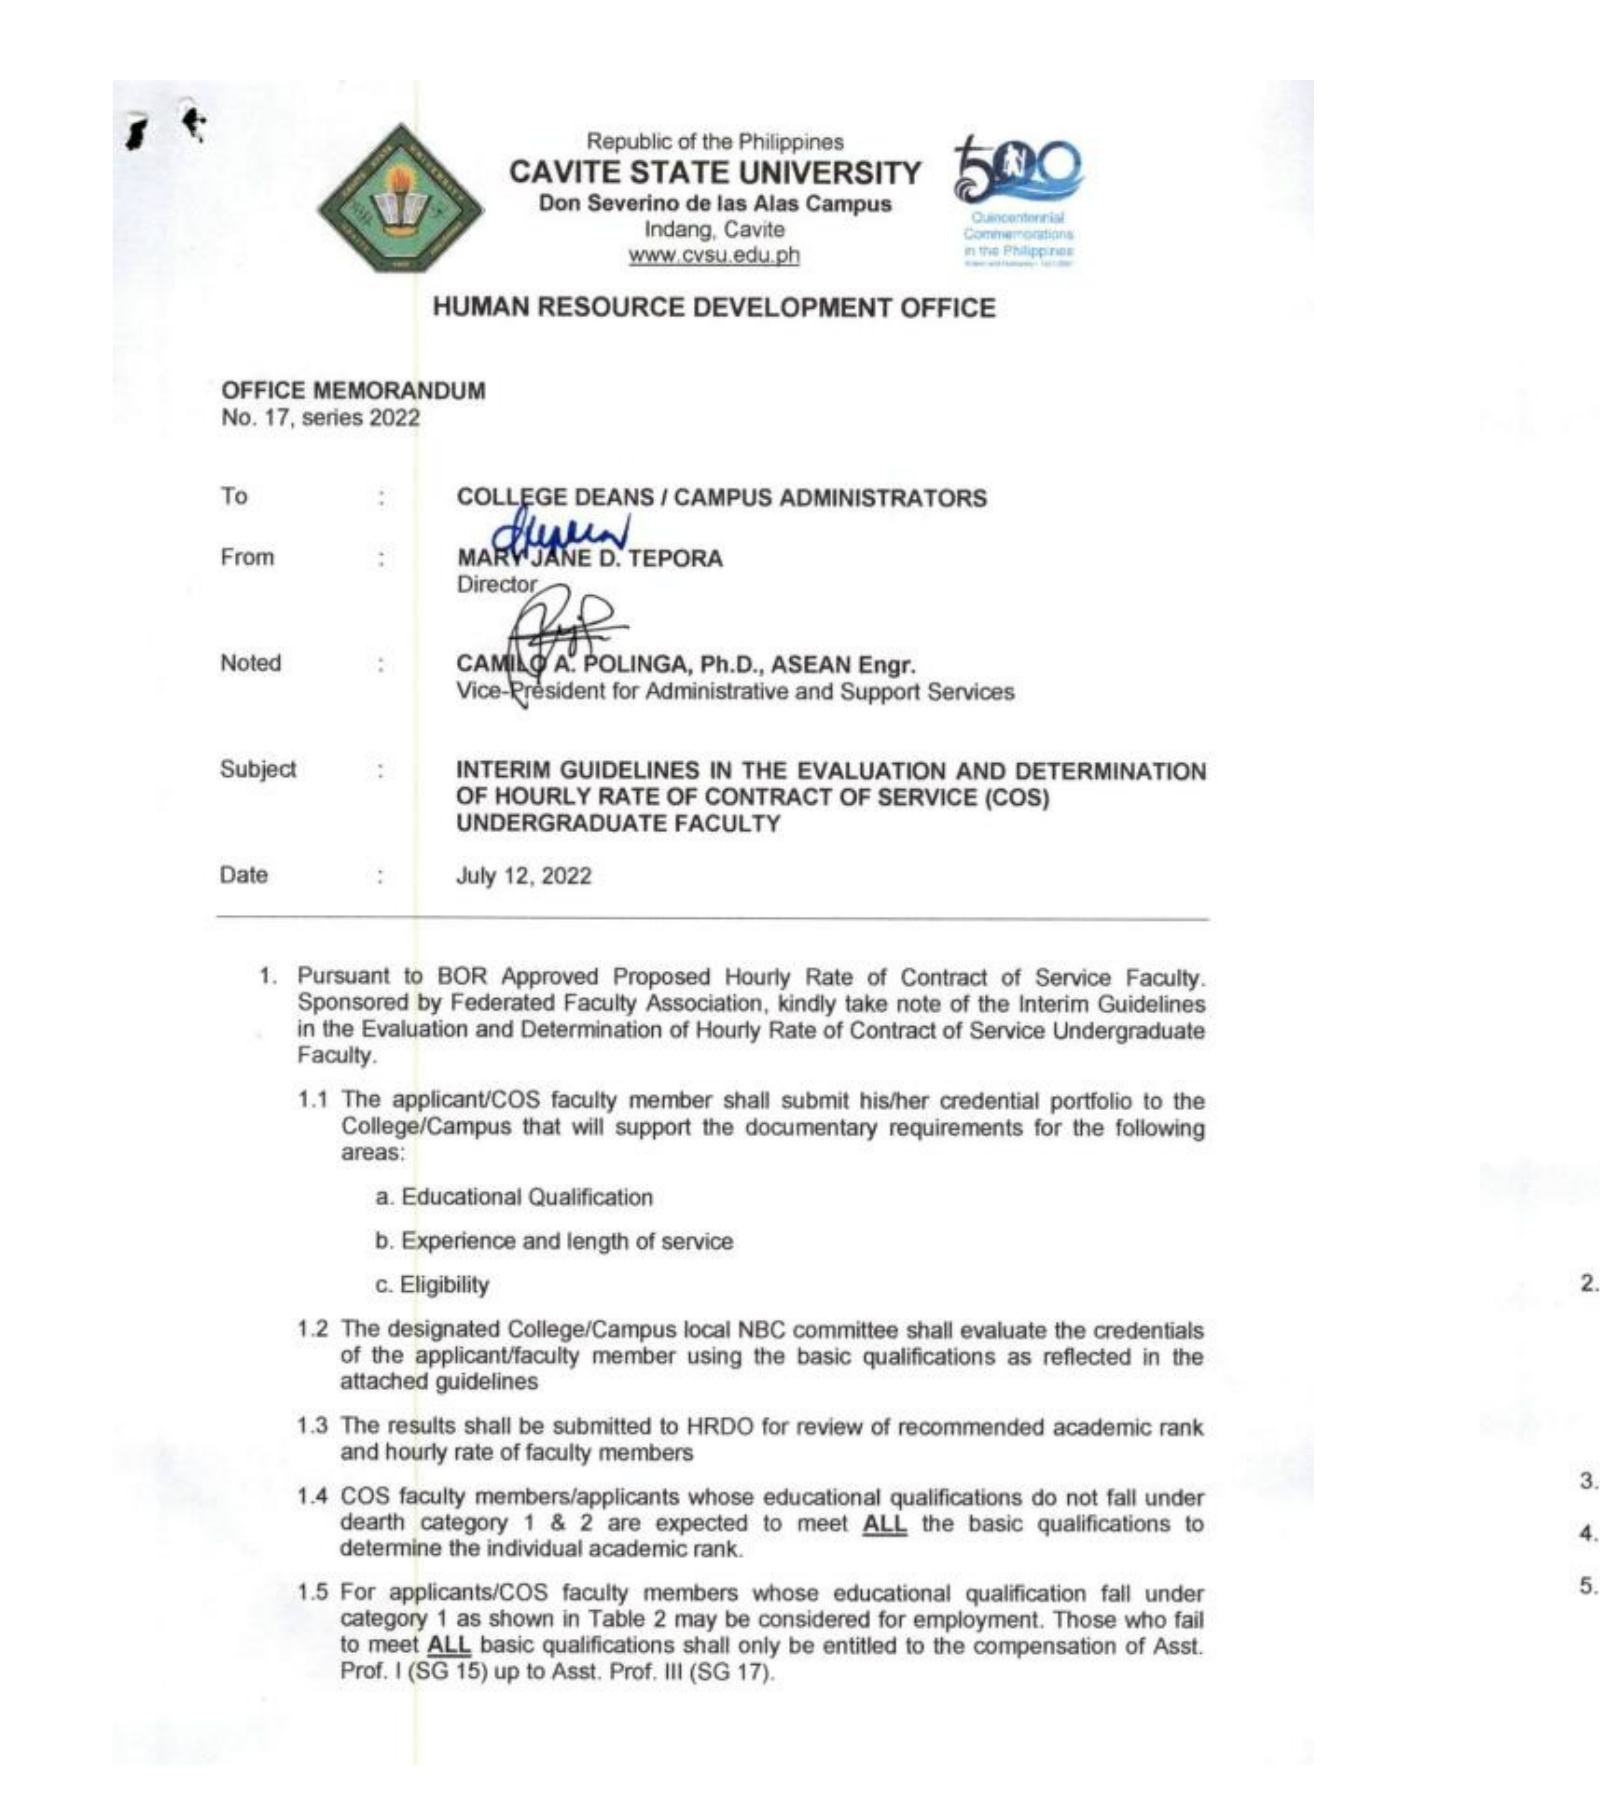 Republic of the Philippines
CAVITE STATE UNIVERSITY
Don Severino de las Alas Campus
Indang, Cavite
www.cvsu.edu.ph
500
Quincentennial
Commemorations
in the Philippines
HUMAN RESOURCE DEVELOPMENT OFFICE
OFFICE MEMORANDUM
No. 17, series 2022
To : COLLEGE DEANS / CAMPUS ADMINISTRATORS
From : MARY JANE D. TEPORA
Director
Noted : CAMILO A. POLINGA, Ph.D., ASEAN Engr.
Vice-President for Administrative and Support Services
Subject : INTERIM GUIDELINES IN THE EVALUATION AND DETERMINATION
OF HOURLY RATE OF CONTRACT OF SERVICE (COS)
UNDERGRADUATE FACULTY
Date : July 12, 2022
1. Pursuant to BOR Approved Proposed Hourly Rate of Contract of Service Faculty.
Sponsored by Federated Faculty Association, kindly take note of the Interim Guidelines
in the Evaluation and Determination of Hourly Rate of Contract of Service Undergraduate
Faculty.
1.1 The applicant/COS faculty member shall submit his/her credential portfolio to the
College/Campus that will support the documentary requirements for the following
areas:
a. Educational Qualification
b. Experience and length of service
c. Eligibility
1.2 The designated College/Campus local NBC committee shall evaluate the credentials
of the applicant/faculty member using the basic qualifications as reflected in the
attached guidelines
1.3 The results shall be submitted to HRDO for review of recommended academic rank
and hourly rate of faculty members
1.4 COS faculty members/applicants whose educational qualifications do not fall under
dearth category 1 & 2 are expected to meet ALL the basic qualifications to
determine the individual academic rank.
1.5 For applicants/COS faculty members whose educational qualification fall under
category 1 as shown in Table 2 may be considered for employment. Those who fail
to meet ALL basic qualifications shall only be entitled to the compensation of Asst.
Prof. I (SG 15) up to Asst. Prof. III (SG 17).
2.
3.
4.
5.